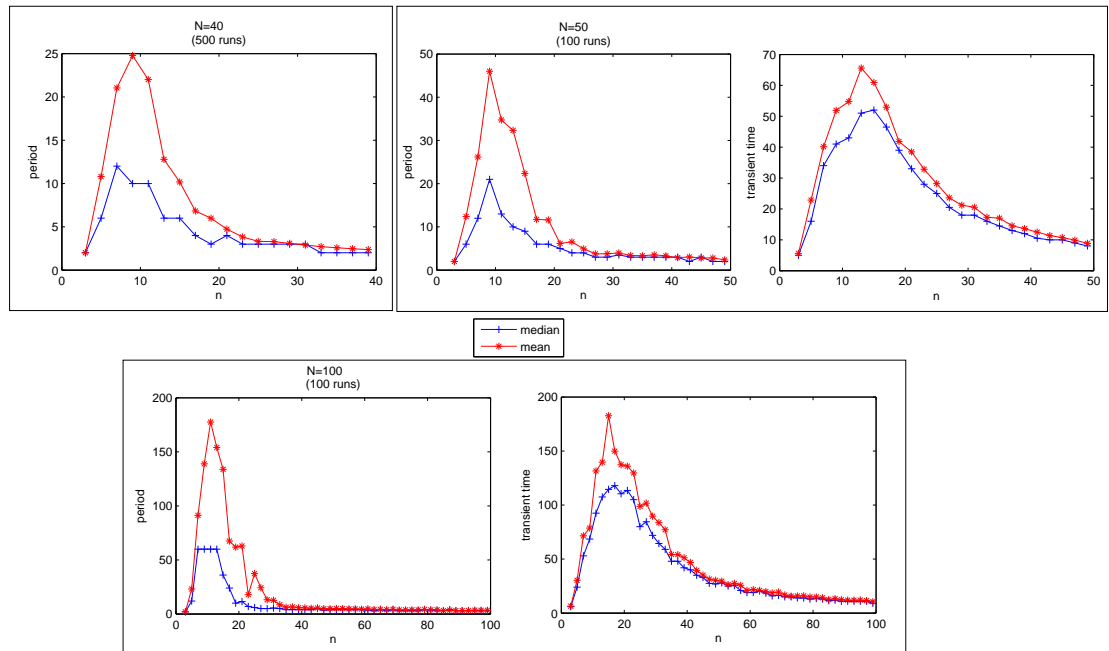 N=40
(500 runs)
25
20
15
10
5
0
period
0 10 20 30 40
n
N=50
(100 runs)
50
40
30
20
10
0
period
0 10 20 30 40 50
n
70
60
50
40
30
20
10
0
transient time
0 10 20 30 40 50
n
median
mean
N=100
(100 runs)
200
150
100
50
0
period
0 20 40 60 80 100
n
200
150
100
50
0
transient time
0 20 40 60 80 100
n